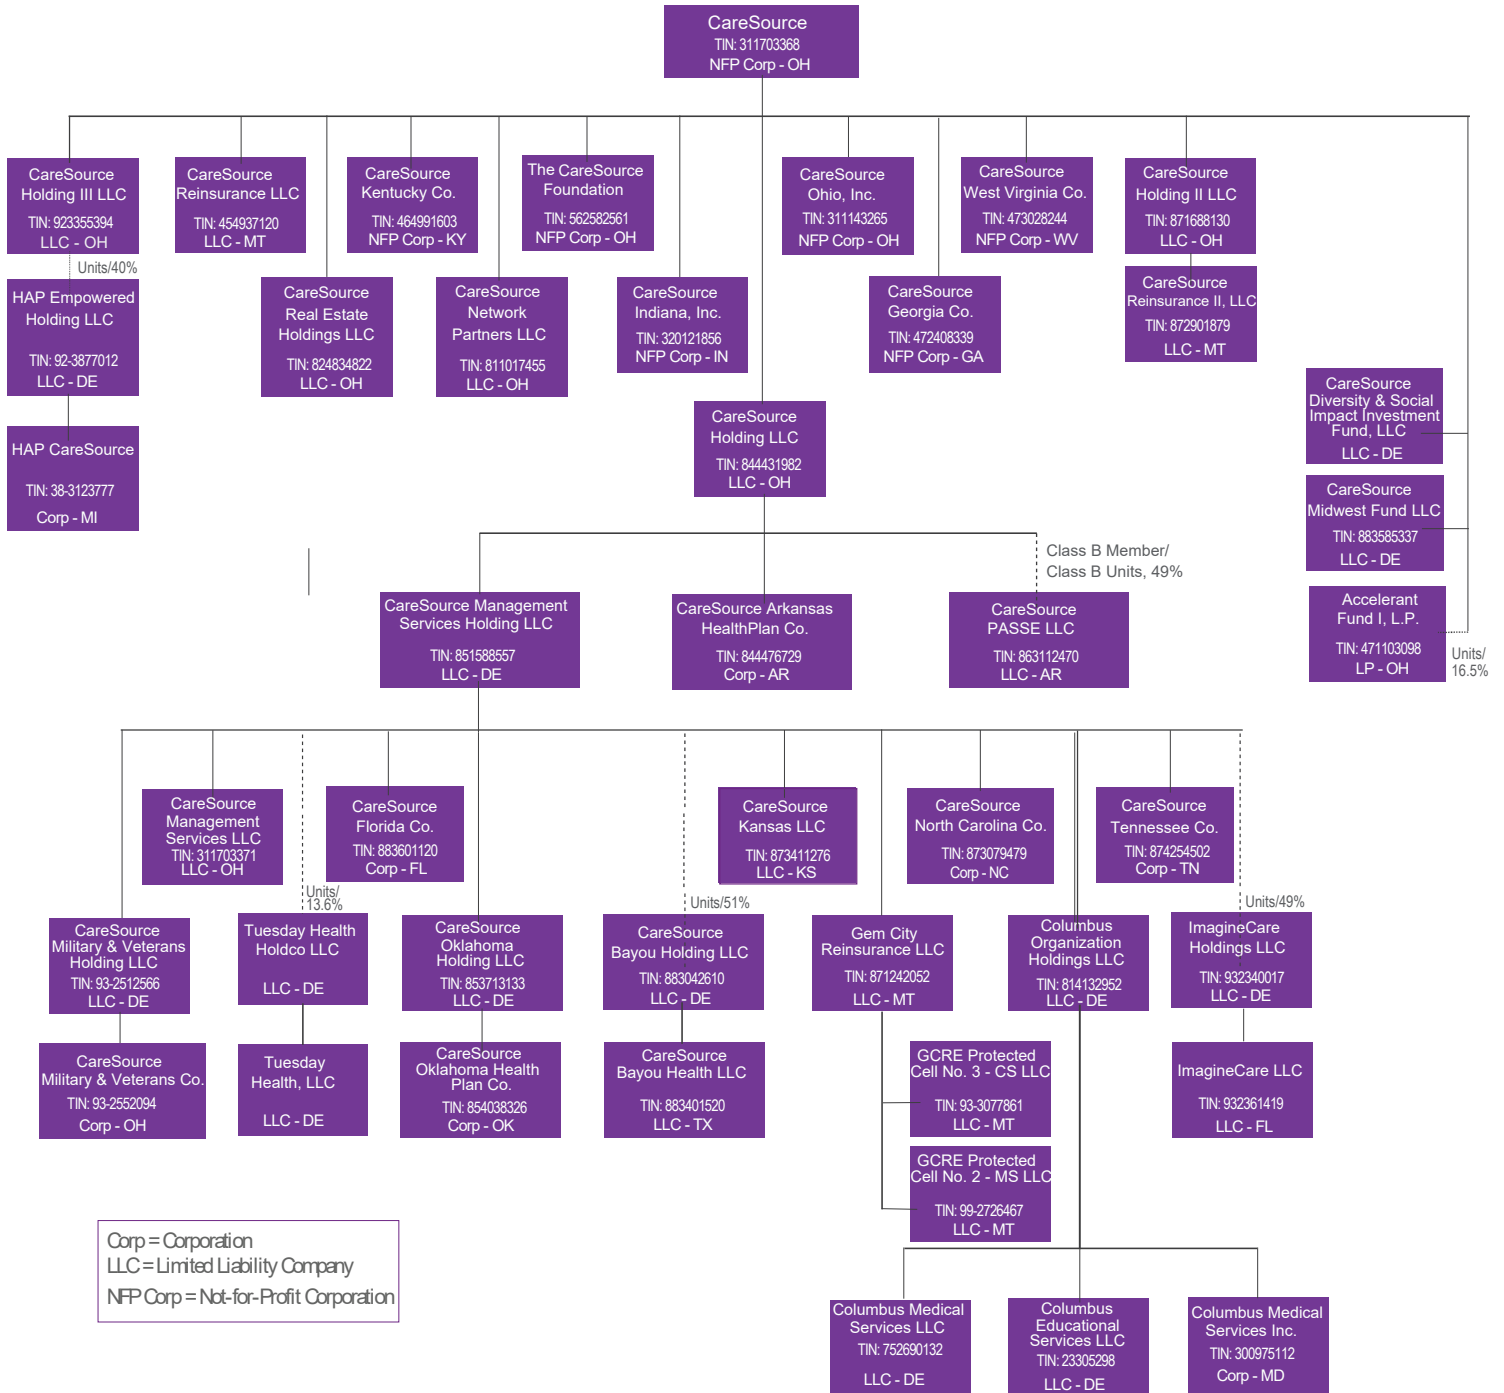 CareSource
TIN: 311703368
NFP Corp - OH
CareSource
Holding III LLC
TIN: 923355394
LLC - OH
CareSource
Reinsurance LLC
TIN: 454937120
LLC - MT
CareSource
Kentucky Co.
TIN: 464991603
NFP Corp - KY
The CareSource
Foundation
TIN: 562582561
NFP Corp - OH
CareSource
Ohio, Inc.
TIN: 311143265
NFP Corp - OH
CareSource
West Virginia Co.
TIN: 473028244
NFP Corp - WV
CareSource
Holding II LLC
TIN: 871688130
LLC - OH
Units/40%
HAP Empowered
Holding LLC
TIN: 92-3877012
LLC - DE
CareSource
Real Estate
Holdings LLC
TIN: 824834822
LLC - OH
CareSource
Network
Partners LLC
TIN: 811017455
LLC - OH
CareSource
Indiana, Inc.
TIN: 320121856
NFP Corp - IN
CareSource
Georgia Co.
TIN: 472408339
NFP Corp - GA
CareSource
Reinsurance II, LLC
TIN: 872901879
LLC - MT
HAP CareSource
TIN: 38-3123777
Corp - MI
CareSource
Holding LLC
TIN: 844431982
LLC - OH
CareSource
Diversity & Social
Impact Investment
Fund, LLC
LLC - DE
CareSource
Midwest Fund LLC
TIN: 883585337
LLC - DE
Accelerant
Fund I, L.P.
TIN: 471103098
LP - OH
Units/
16.5%
Class B Member/
Class B Units, 49%
CareSource Management
Services Holding LLC
TIN: 851588557
LLC - DE
CareSource Arkansas
HealthPlan Co.
TIN: 844476729
Corp - AR
CareSource
PASSE LLC
TIN: 863112470
LLC - AR
CareSource
Management
Services LLC
TIN: 311703371
LLC - OH
CareSource
Florida Co.
TIN: 883601120
Corp - FL
CareSource
Kansas LLC
TIN: 873411276
LLC - KS
CareSource
North Carolina Co.
TIN: 873079479
Corp - NC
CareSource
Tennessee Co.
TIN: 874254502
Corp - TN
Units/
13.6%
Units/51%
Units/49%
CareSource
Military & Veterans
Holding LLC
TIN: 93-2512566
LLC - DE
Tuesday Health
Holdco LLC
LLC - DE
CareSource
Oklahoma
Holding LLC
TIN: 853713133
LLC - DE
CareSource
Bayou Holding LLC
TIN: 883042610
LLC - DE
Gem City
Reinsurance LLC
TIN: 871242052
LLC - MT
Columbus
Organization
Holdings LLC
TIN: 814132952
LLC - DE
ImagineCare
Holdings LLC
TIN: 932340017
LLC - DE
CareSource
Military & Veterans Co.
TIN: 93-2552094
Corp - OH
Tuesday
Health, LLC
LLC - DE
CareSource
Oklahoma Health
Plan Co.
TIN: 854038326
Corp - OK
CareSource
Bayou Health LLC
TIN: 883401520
LLC - TX
GCRE Protected
Cell No. 3 - CS LLC
TIN: 93-3077861
LLC - MT
ImagineCare LLC
TIN: 932361419
LLC - FL
GCRE Protected
Cell No. 2 - MS LLC
TIN: 99-2726467
LLC - MT
Corp = Corporation
LLC = Limited Liability Company
NFP Corp = Not-for-Profit Corporation
Columbus Medical
Services LLC
TIN: 752690132
LLC - DE
Columbus
Educational
Services LLC
TIN: 23305298
LLC - DE
Columbus Medical
Services Inc.
TIN: 300975112
Corp - MD